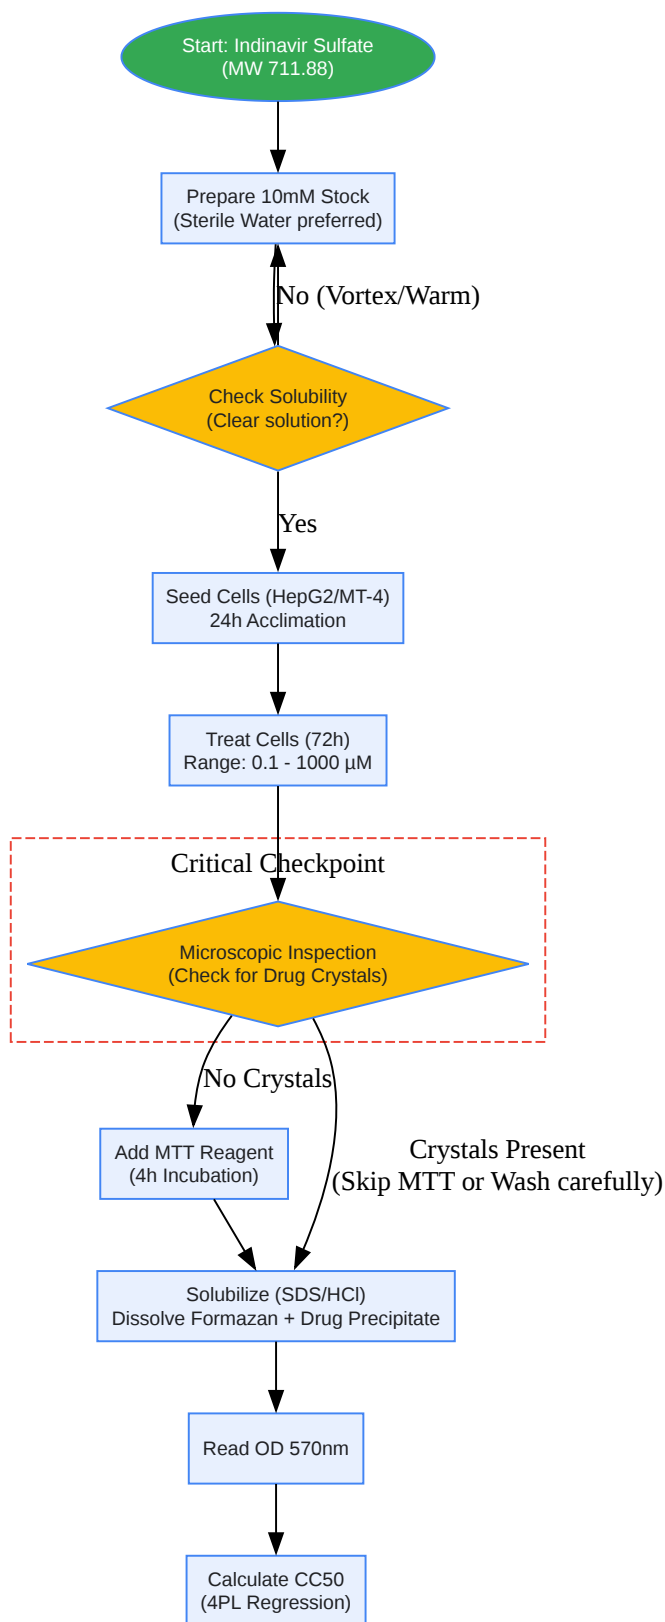 Start: Indinavir Sulfate
(MW 711.88)
Prepare 10mM Stock
(Sterile Water preferred)
No (Vortex/Warm)
Check Solubility
(Clear solution?)
Yes
Seed Cells (HepG2/MT-4)
24h Acclimation
Treat Cells (72h)
Range: 0.1 - 1000 µM
Critical Checkpoint
Microscopic Inspection
(Check for Drug Crystals)
No Crystals
Add MTT Reagent
(4h Incubation)
Crystals Present
(Skip MTT or Wash carefully)
Solubilize (SDS/HCl)
Dissolve Formazan + Drug Precipitate
Read OD 570nm
Calculate CC50
(4PL Regression)